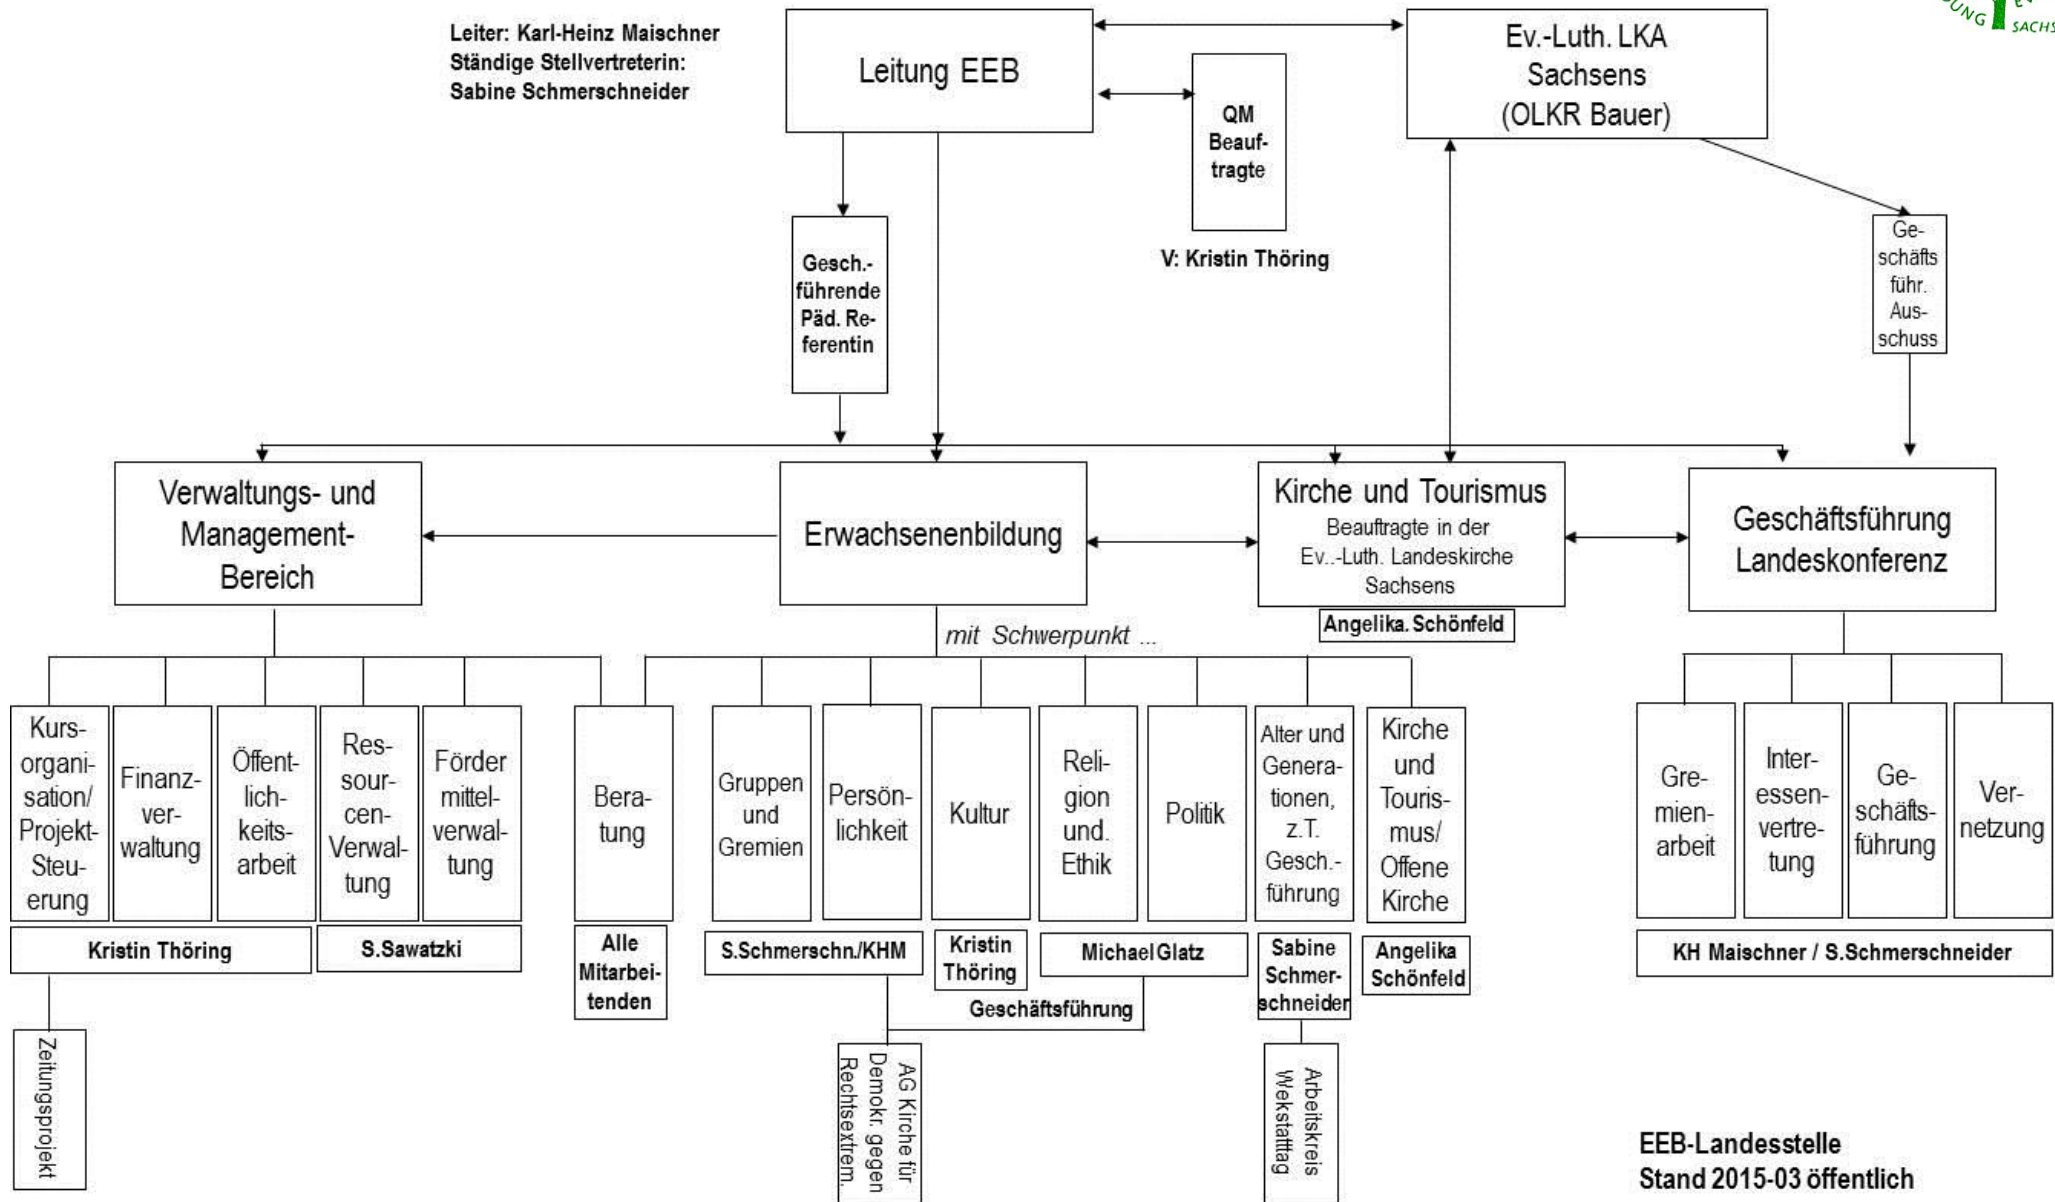 Leiter: Karl-Heinz Maischner
Ständige Stellvertreterin:
Sabine Schmerschneider
Leitung EEB
Ev.-Luth. LKA
Sachsens
(OLKR Bauer)
SACHS
QM
Beauf-
tragte
V: Kristin Thöring
Gesch.-
führende
Päd. Re-
ferentin
Ge-
schäfts
führ.
Aus-
schuss
Verwaltungs- und
Management-
Bereich
Erwachsenenbildung
Kirche und Tourismus
Beauftragte in der
Ev..-Luth. Landeskirche
Sachsens
Angelika.Schönfeld
Geschäftsführung
Landeskonferenz
mit Schwerpunkt ...
Kurs-
organi-
sation/
Projekt-
Steu-
erung
Finanz-
ver-
waltung
Öffent-
lich-
keits-
arbeit
Res-
sour-
cen-
Verwal-
tung
Förder
mittel-
verwal-
tung
Bera-
tung
Gruppen
und
Gremien
Persön-
lichkeit
Kultur
Reli-
gion
und.
Ethik
Politik
Alter und
Genera-
tionen,
z.T.
Gesch.-
führung
Kirche
und
Touris-
mus/
Offene
Kirche
Gre-
mien-
arbeit
Inter-
essen-
vertre-
tung
Ge-
schäfts-
führung
Ver-
netzung
Kristin Thöring
S.Sawatzki
Alle
Mitarbei-
tenden
S.Schmerschn./KHM
Kristin
Thöring
Michael Glatz
Sabine
Schmer-
schneider
Angelika
Schönfeld
KH Maischner / S.Schmerschneider
Geschäftsführung
Zeitungsprojekt
AG Kirche für
Demokr. gegen
Rechtsextrem.
Arbeitskreis
Wekstatttag
EEB-Landesstelle
Stand 2015-03 öffentlich